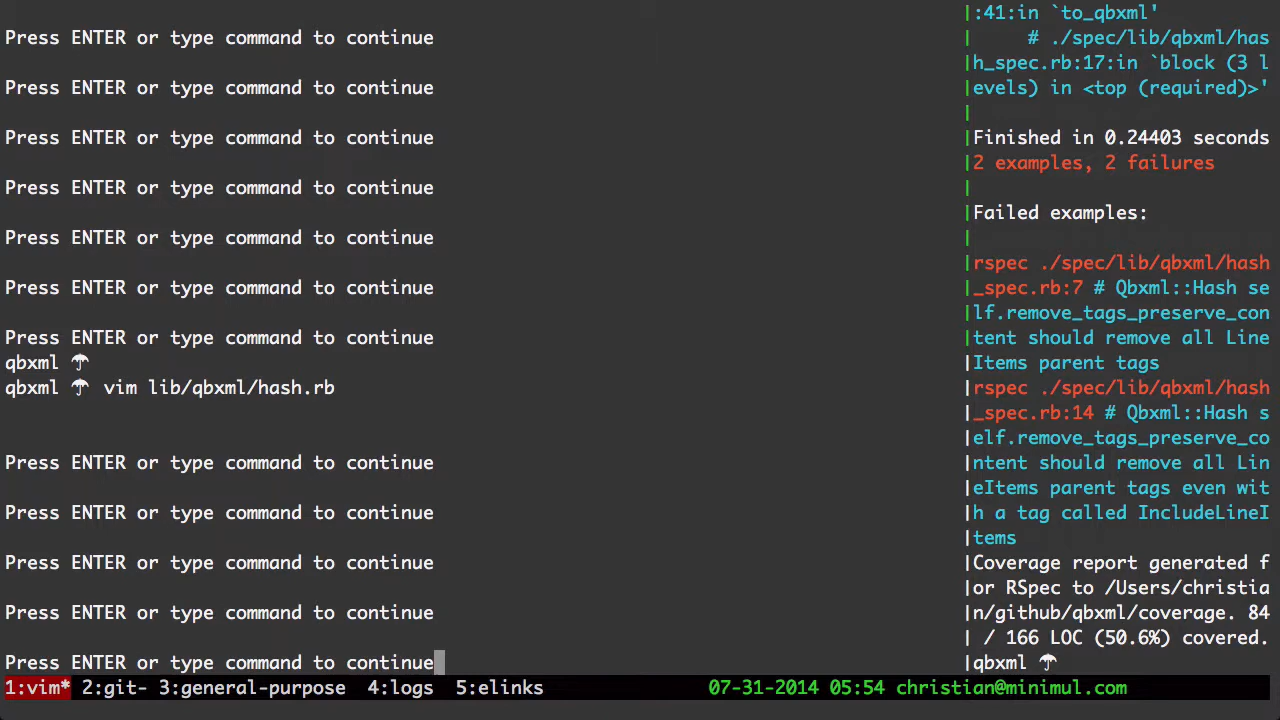 Press ENTER or type command to continue
Press ENTER or type command to continue
Press ENTER or type command to continue
Press ENTER or type command to continue
Press ENTER or type command to continue
Press ENTER or type command to continue
Press ENTER or type command to continue
qbxml ☂
qbxml ☂ vim lib/qbxml/hash.rb
Press ENTER or type command to continue
Press ENTER or type command to continue
Press ENTER or type command to continue
Press ENTER or type command to continue
Press ENTER or type command to continue
:41:in `to_qbxml'
# ./spec/lib/qbxml/has
h_spec.rb:17:in `block (3 l
evels) in <top (required)>'
Finished in 0.24403 seconds
2 examples, 2 failures
Failed examples:
rspec ./spec/lib/qbxml/hash
_spec.rb:7 # Qbxml::Hash se
lf.remove_tags_preserve_con
tent should remove all Line
Items parent tags
rspec ./spec/lib/qbxml/hash
_spec.rb:14 # Qbxml::Hash s
elf.remove_tags_preserve_co
ntent should remove all Lin
eItems parent tags even wit
h a tag called IncludeLineI
tems
Coverage report generated f
or RSpec to /Users/christia
n/github/qbxml/coverage. 84
/ 166 LOC (50.6%) covered.
qbxml ☂
1:vim* 2:git- 3:general-purpose 4:logs 5:elinks 07-31-2014 05:54 christian@minimul.com